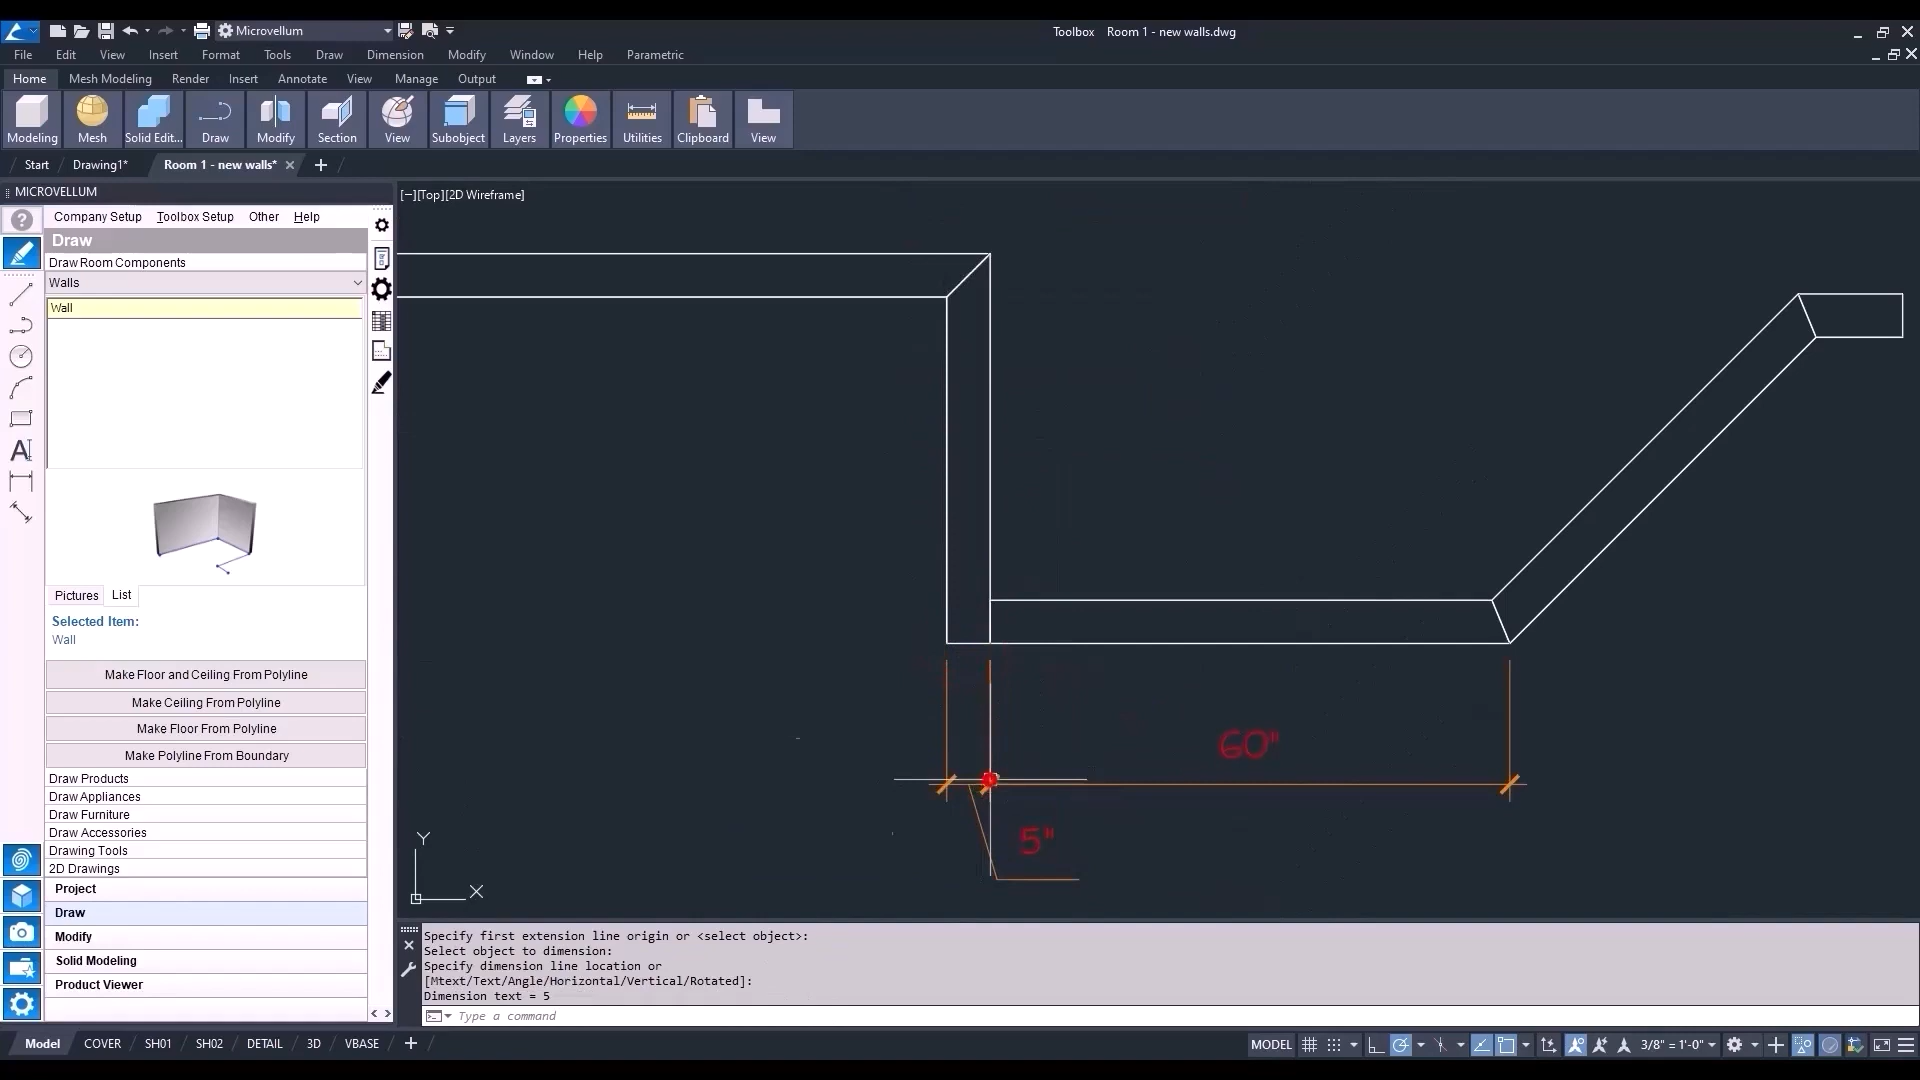 Microvellum
Toolbox Room 1 - new walls.dwg
File Edit View Insert Format Tools Draw Dimension Modify Window Help Parametric
Home Mesh Modeling Render Insert Annotate View Manage Output
Modeling Mesh Solid Edit... Draw Modify Section View Subobject Layers Properties Utilities Clipboard View
Start Drawing1* Room 1 - new walls*
MICROVELLUM
[−][Top][2D Wireframe]
Company Setup Toolbox Setup Other Help
Draw
Draw Room Components
Walls
Wall
Pictures List
Selected Item:
Wall
Make Floor and Ceiling From Polyline
Make Ceiling From Polyline
Make Floor From Polyline
Make Polyline From Boundary
Draw Products
Draw Appliances
Draw Furniture
Draw Accessories
Drawing Tools
2D Drawings
Project
Draw
Modify
Solid Modeling
Product Viewer
60"
5"
Y
X
Specify first extension line origin or <select object>:
Select object to dimension:
Specify dimension line location or
[Mtext/Text/Angle/Horizontal/Vertical/Rotated]:
Dimension text = 5
Type a command
Model COVER SH01 SH02 DETAIL 3D VBASE
MODEL 3/8" = 1'-0"